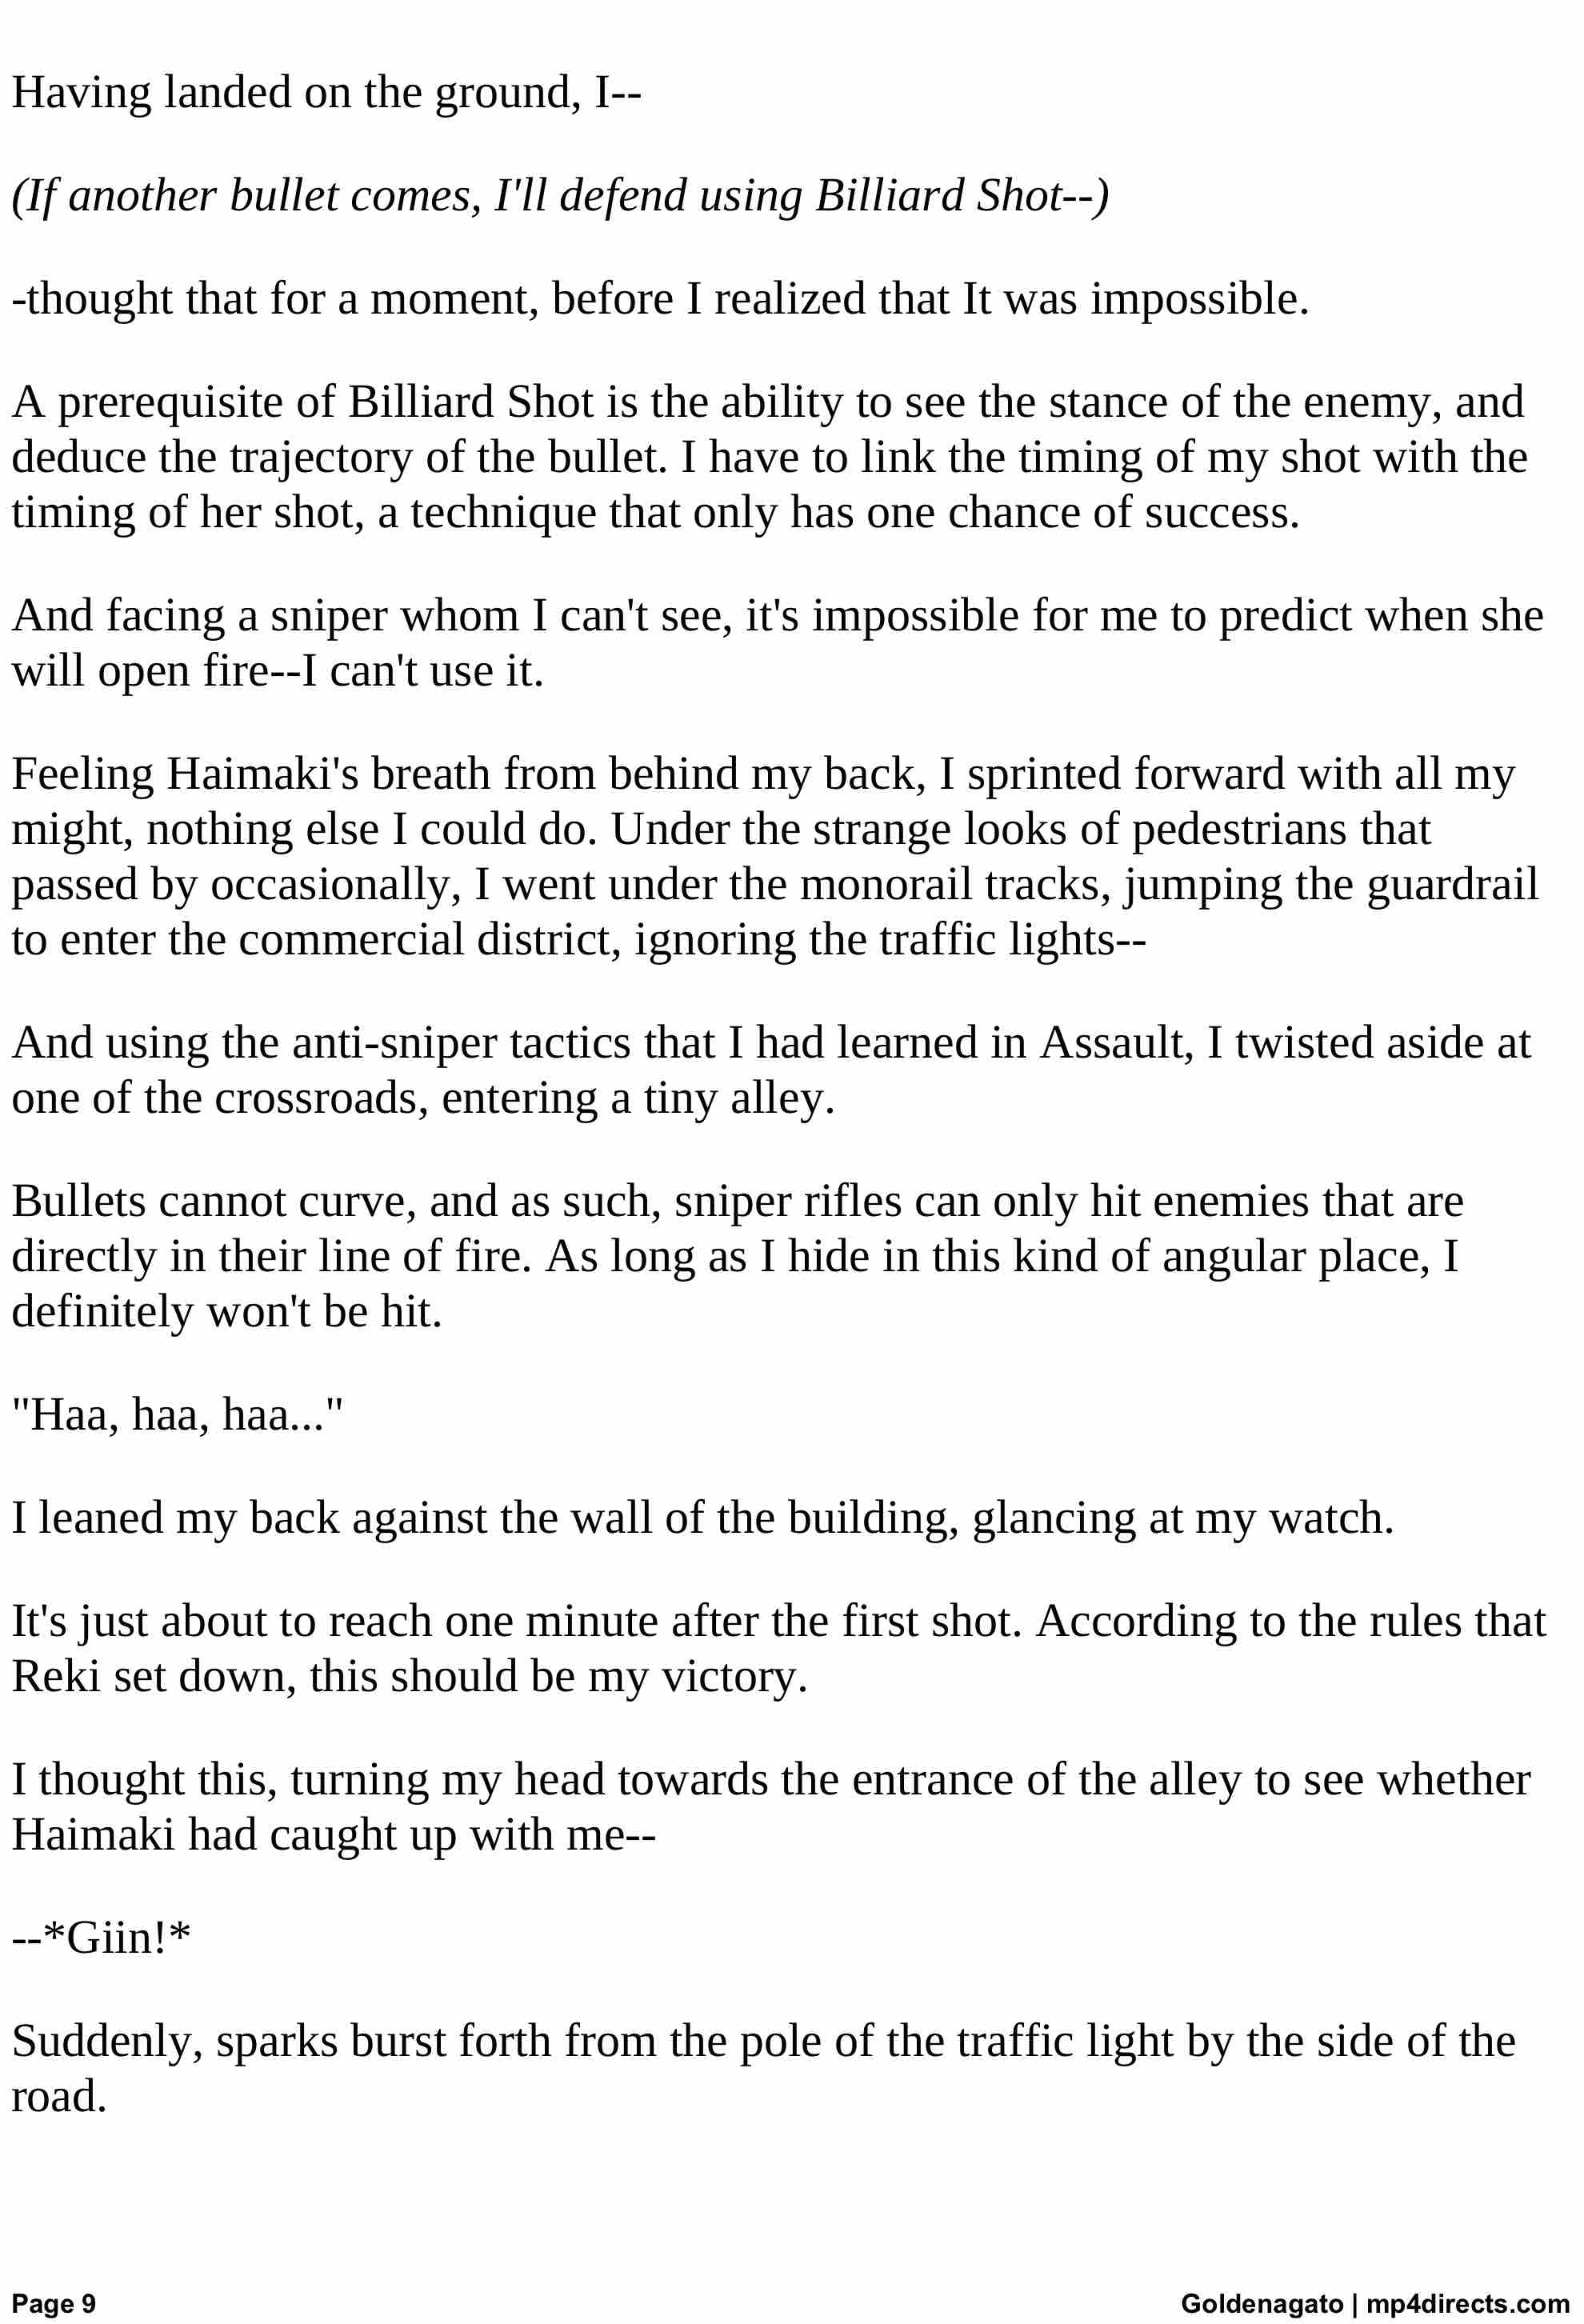 Having landed on the ground, I--
(If another bullet comes, I'll defend using Billiard Shot--)
-thought that for a moment, before I realized that It was impossible.
A prerequisite of Billiard Shot is the ability to see the stance of the enemy, and
deduce the trajectory of the bullet. I have to link the timing of my shot with the
timing of her shot, a technique that only has one chance of success.
And facing a sniper whom I can't see, it's impossible for me to predict when she
will open fire--I can't use it.
Feeling Haimaki's breath from behind my back, I sprinted forward with all my
might, nothing else I could do. Under the strange looks of pedestrians that
passed by occasionally, I went under the monorail tracks, jumping the guardrail
to enter the commercial district, ignoring the traffic lights--
And using the anti-sniper tactics that I had learned in Assault, I twisted aside at
one of the crossroads, entering a tiny alley.
Bullets cannot curve, and as such, sniper rifles can only hit enemies that are
directly in their line of fire. As long as I hide in this kind of angular place, I
definitely won't be hit.
"Haa, haa, haa..."
I leaned my back against the wall of the building, glancing at my watch.
It's just about to reach one minute after the first shot. According to the rules that
Reki set down, this should be my victory.
I thought this, turning my head towards the entrance of the alley to see whether
Haimaki had caught up with me--
--*Giin!*
Suddenly, sparks burst forth from the pole of the traffic light by the side of the
road.
Page 9
Goldenagato | mp4directs.com